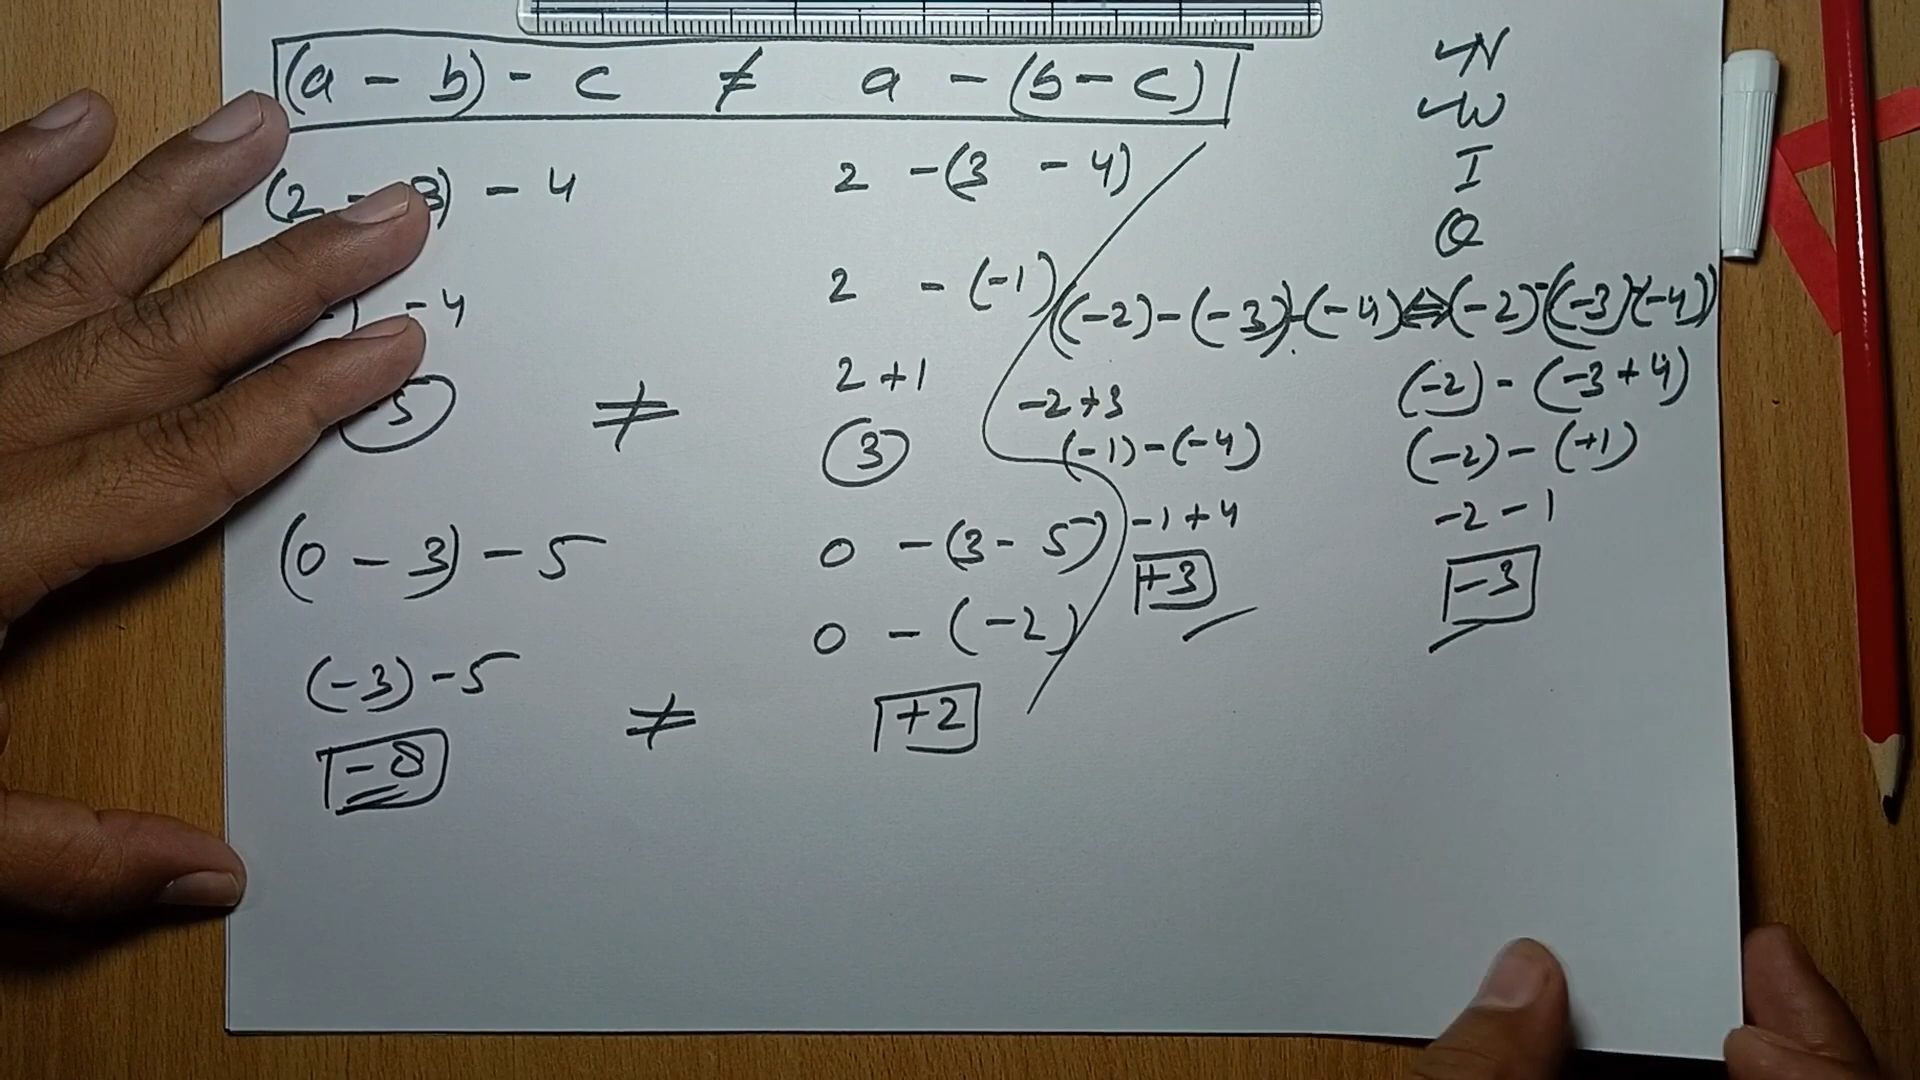 (a - b) - c ≠ a - (b - c)
(2 - 3) - 4
2 - (3 - 4)
- 4
2 - (-1)
2 + 1
≠
3
(0 - 3) - 5
0 - (3 - 5)
0 - (-2)
(-3) - 5
≠
-8
+2
N
W
I
Q
((-2) - (-3)) - (-4) ⇔ (-2) - ((-3) - (-4))
-2+3
(-1) - (-4)
-1 + 4
+3
(-2) - (-3 + 4)
(-2) - (+1)
-2 - 1
-3